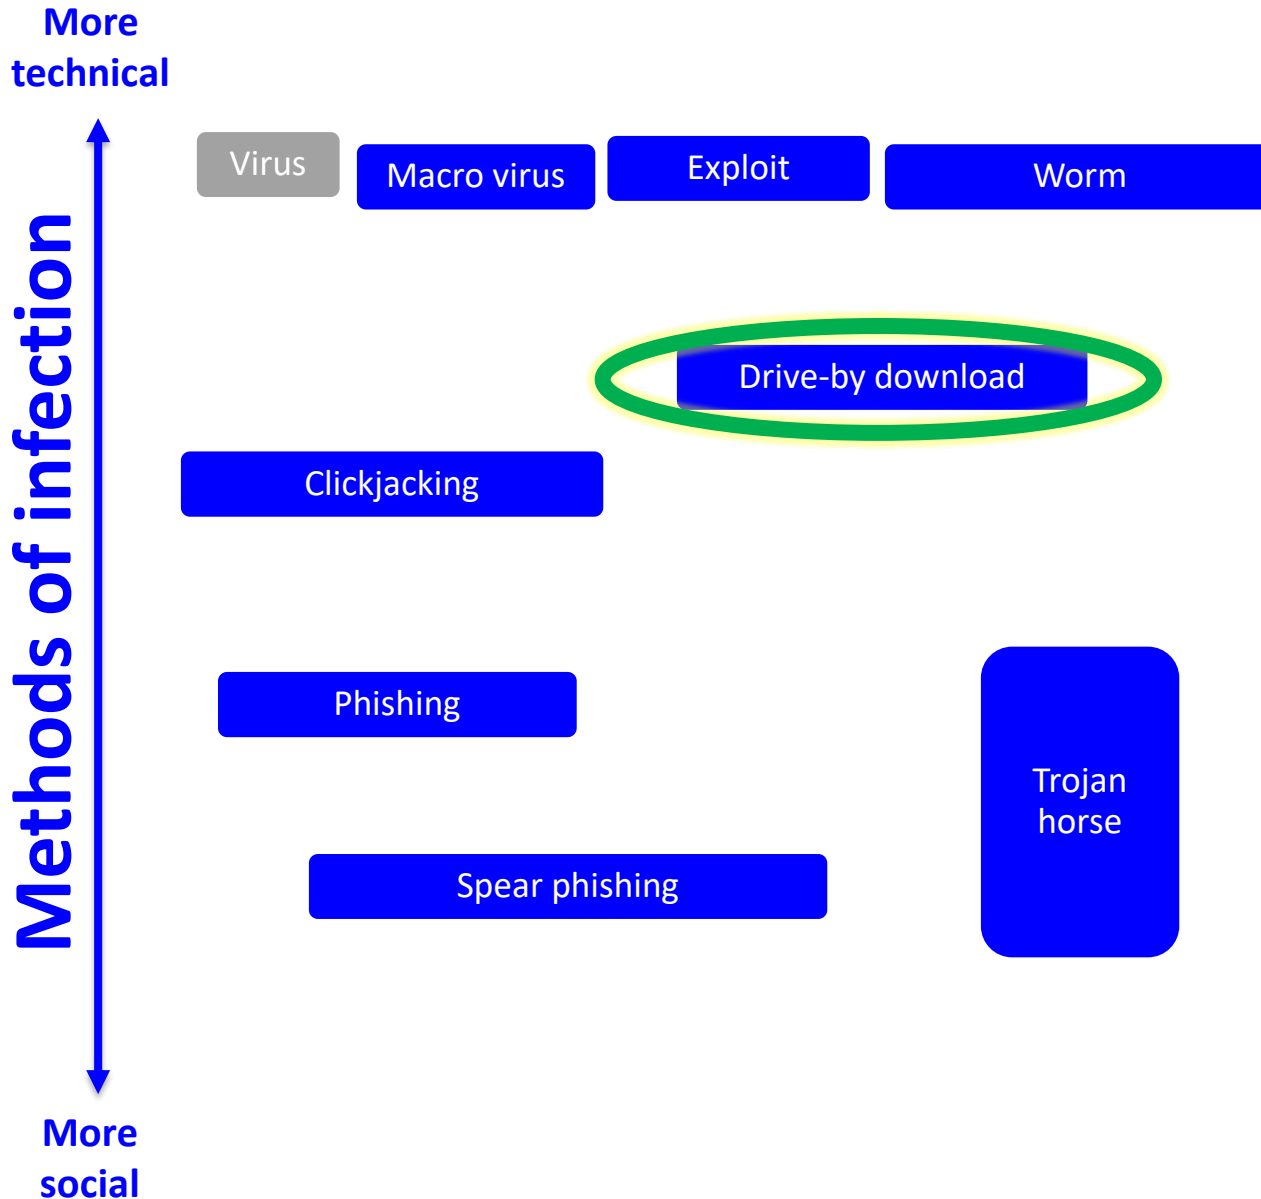 More
technical
Methods of infection
Virus
Macro virus
Exploit
Worm
Drive-by download
Clickjacking
Phishing
Trojan
horse
Spear phishing
More
social